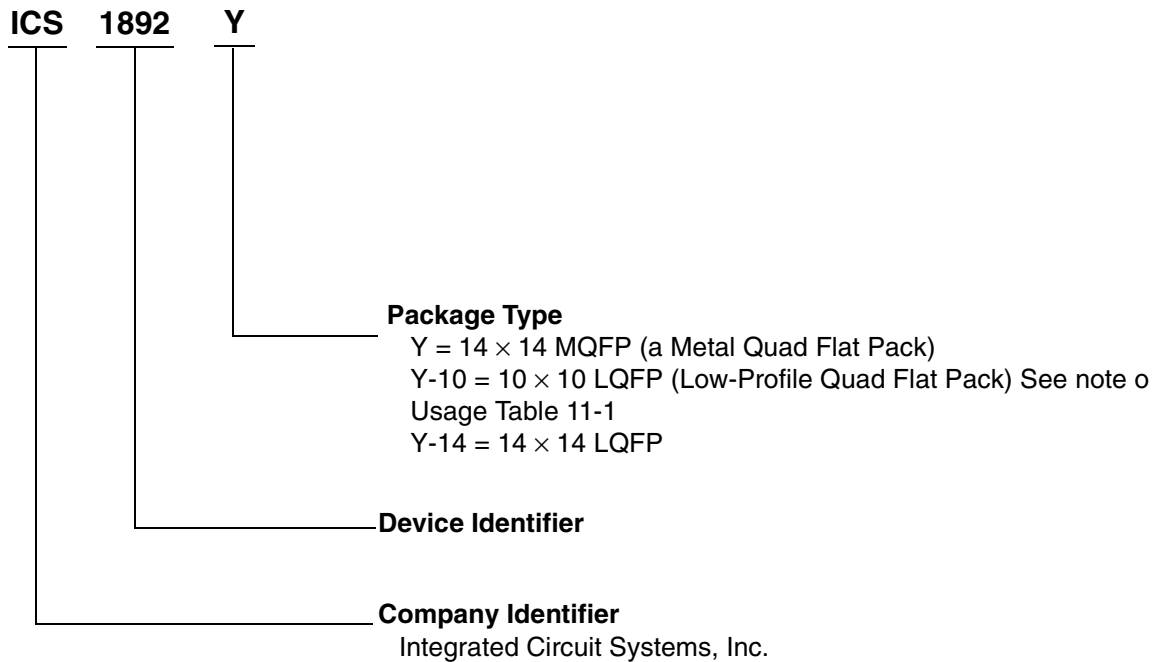 ICS 1892 Y
Package Type
Y = 14 × 14 MQFP (a Metal Quad Flat Pack)
Y-10 = 10 × 10 LQFP (Low-Profile Quad Flat Pack) See note o
Usage Table 11-1
Y-14 = 14 × 14 LQFP
Device Identifier
Company Identifier
Integrated Circuit Systems, Inc.